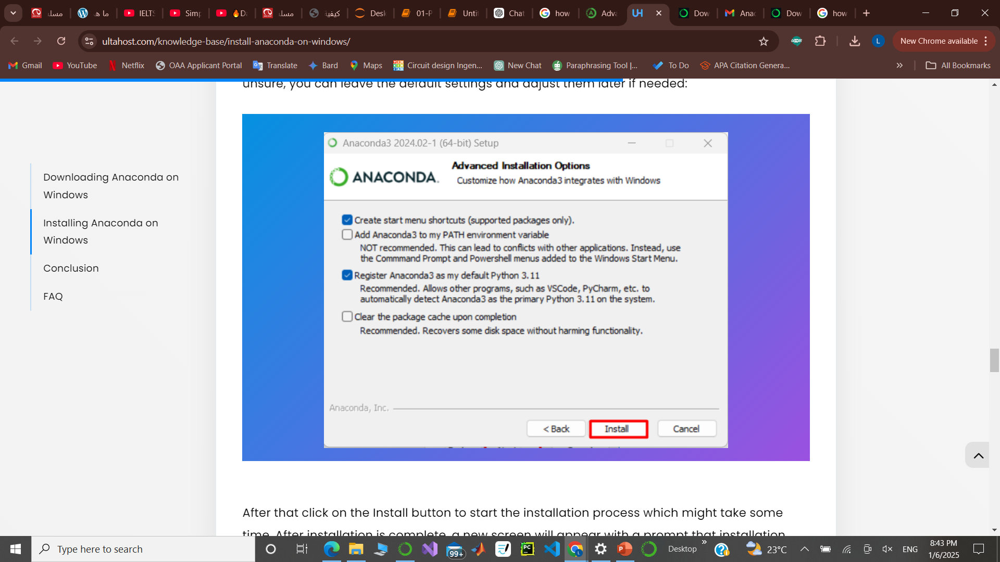 مسلـ
ما هـ
IELTS
Simp
Da
مسلـ
كيفية
Desk
01-P
Unti
Chat
how
Adva
UH
Dow
Anac
Dow
how
ultahost.com/knowledge-base/install-anaconda-on-windows/
L
New Chrome available
Gmail
YouTube
Netflix
OAA Applicant Portal
Translate
Bard
Maps
Circuit design Ingen...
New Chat
Paraphrasing Tool |...
To Do
APA Citation Genera...
All Bookmarks
unsure, you can leave the default settings and adjust them later if needed:
Downloading Anaconda on
Windows
Installing Anaconda on
Windows
Conclusion
FAQ
Anaconda3 2024.02-1 (64-bit) Setup
ANACONDA.
Advanced Installation Options
Customize how Anaconda3 integrates with Windows
Create start menu shortcuts (supported packages only).
Add Anaconda3 to my PATH environment variable
NOT recommended. This can lead to conflicts with other applications. Instead, use
the Commmand Prompt and Powershell menus added to the Windows Start Menu.
Register Anaconda3 as my default Python 3.11
Recommended. Allows other programs, such as VSCode, PyCharm, etc. to
automatically detect Anaconda3 as the primary Python 3.11 on the system.
Clear the package cache upon completion
Recommended. Recovers some disk space without harming functionality.
Anaconda, Inc.
< Back
Install
Cancel
After that click on the Install button to start the installation process which might take some
time. After installation is complete, a new screen will appear with a prompt that installation
Type here to search
99+
PC
Desktop
23°C
ENG
8:43 PM
1/6/2025